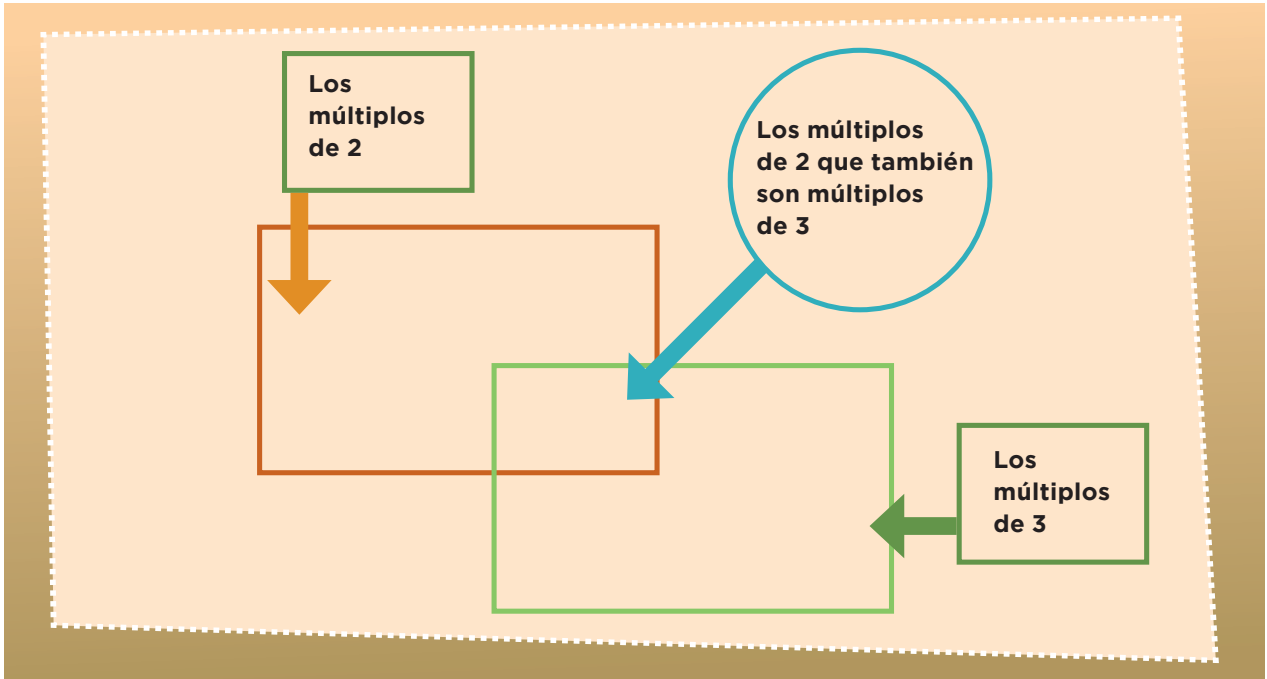 Los
múltiplos
de 2
Los múltiplos
de 2 que también
son múltiplos
de 3
Los
múltiplos
de 3